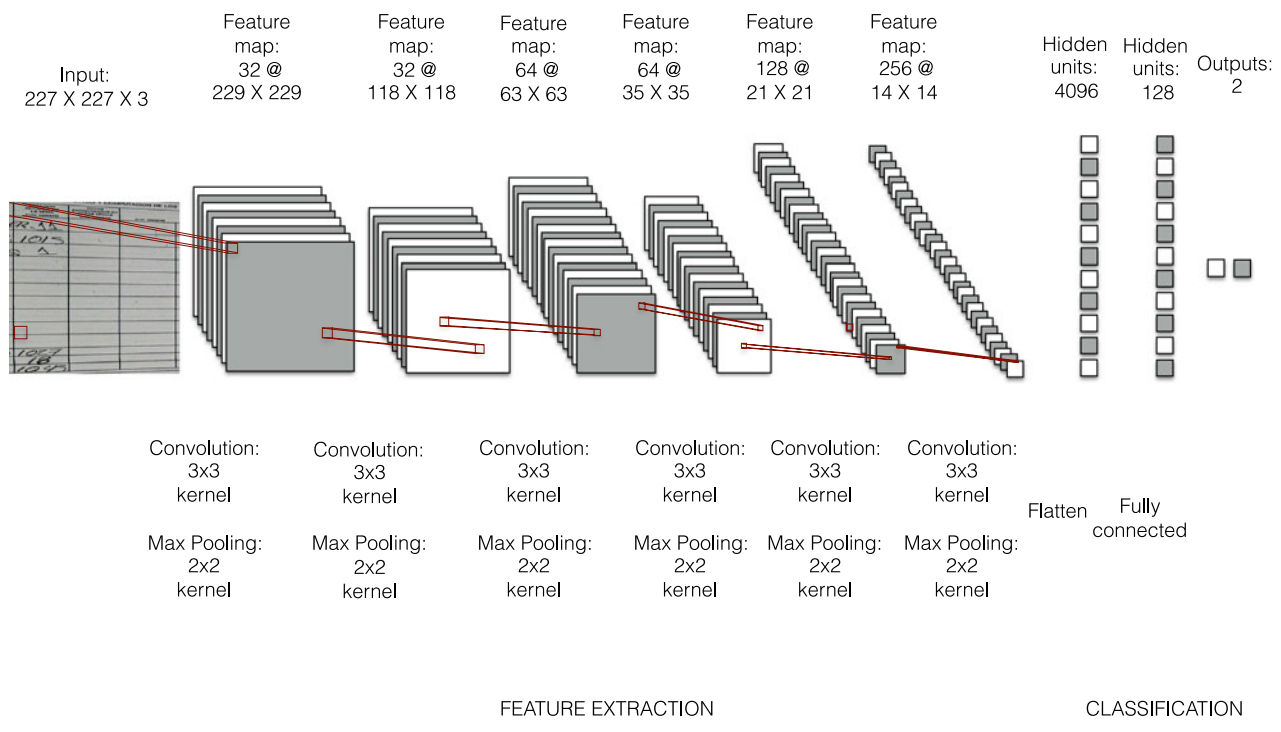 Input:
227 X 227 X 3
Feature
map:
32 @
229 X 229
Feature
map:
32 @
118 X 118
Feature
map:
64 @
63 X 63
Feature
map:
64 @
35 X 35
Feature
map:
128 @
21 X 21
Feature
map:
256 @
14 X 14
Hidden
units:
4096
Hidden
units:
128
Outputs:
2
1015
Convolution:
3x3
kernel
Convolution:
3x3
kernel
Convolution:
3x3
kernel
Convolution:
3x3
kernel
Convolution:
3x3
kernel
Convolution:
3x3
kernel
Flatten
Fully
connected
Max Pooling:
2x2
kernel
Max Pooling:
2x2
kernel
Max Pooling:
2x2
kernel
Max Pooling:
2x2
kernel
Max Pooling:
2x2
kernel
Max Pooling:
2x2
kernel
FEATURE EXTRACTION
CLASSIFICATION